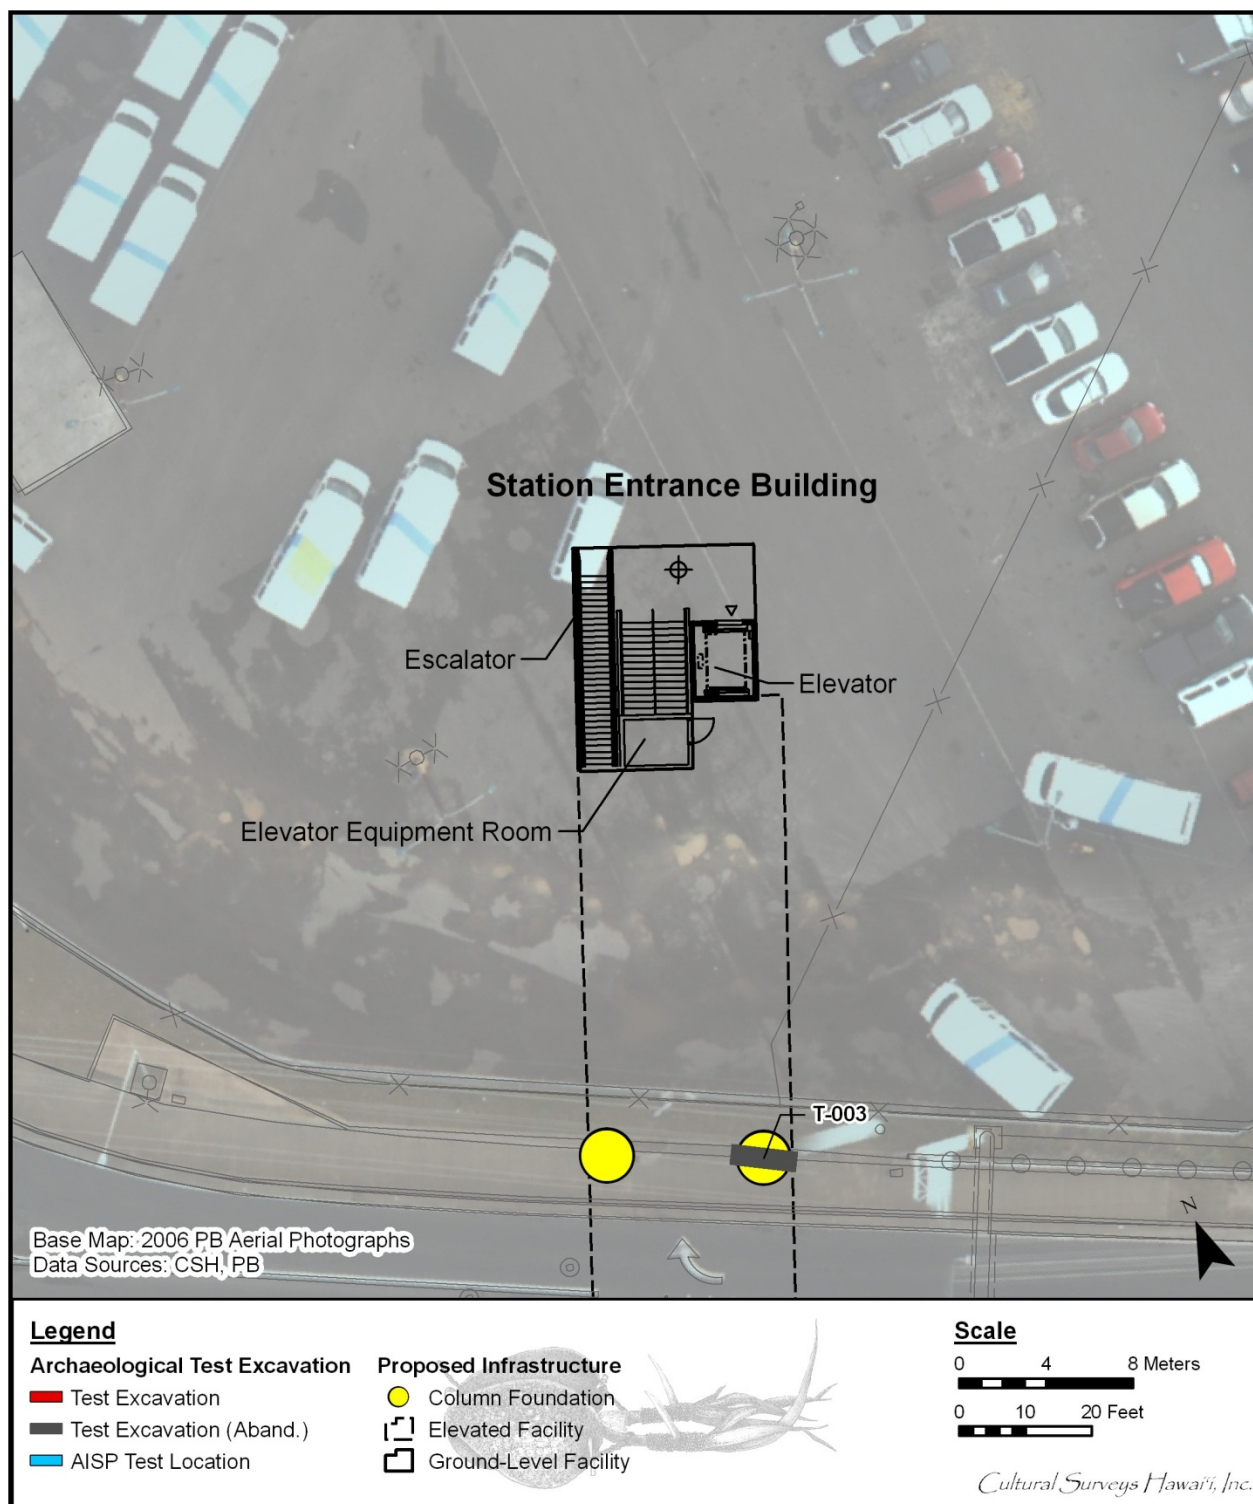 Station Entrance Building
Escalator
Elevator
Elevator Equipment Room
T-003
N
Base Map: 2006 PB Aerial Photographs
Data Sources: CSH, PB
Legend
Archaeological Test Excavation
Test Excavation
Test Excavation (Aband.)
AISP Test Location
Proposed Infrastructure
Column Foundation
Elevated Facility
Ground-Level Facility
Scale
0 4 8 Meters
0 10 20 Feet
Cultural Surveys Hawaiʻi, Inc.